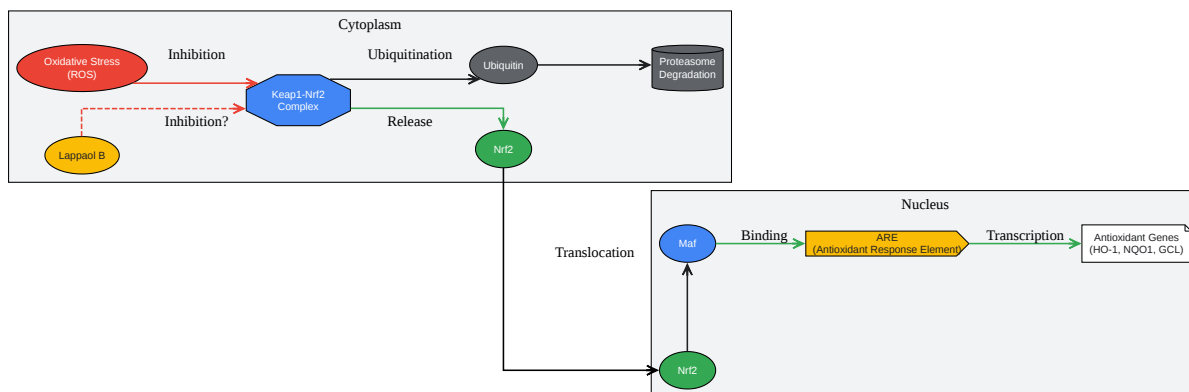 Cytoplasm
Oxidative Stress
(ROS)
Inhibition
Ubiquitination
Ubiquitin
Proteasome
Degradation
Keap1-Nrf2
Complex
Inhibition?
Release
Lappaol B
Nrf2
Nucleus
Translocation
Maf
Binding
ARE
(Antioxidant Response Element)
Transcription
Antioxidant Genes
(HO-1, NQO1, GCL)
Nrf2